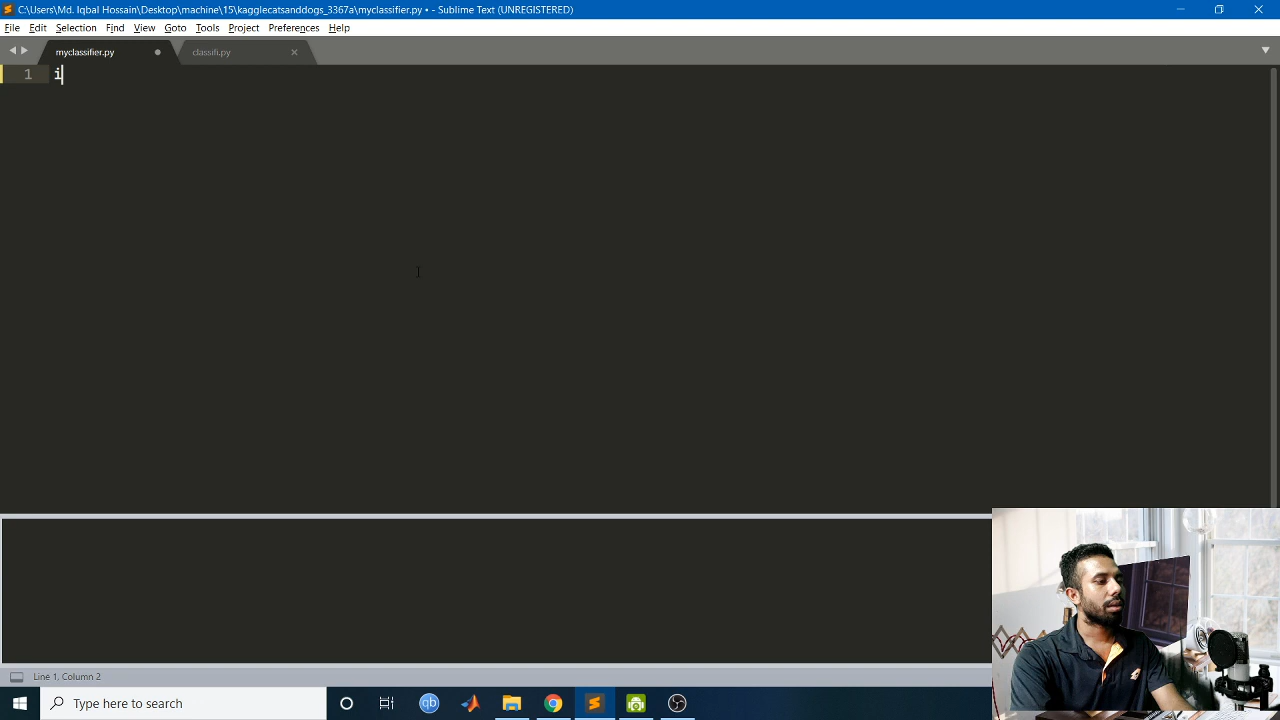 C:\Users\Md. Iqbal Hossain\Desktop\machine\15\kagglecatsanddogs_3367a\myclassifier.py • - Sublime Text (UNREGISTERED)
File Edit Selection Find View Goto Tools Project Preferences Help
myclassifier.py classifi.py
1 i
Line 1, Column 2
Type here to search
qb